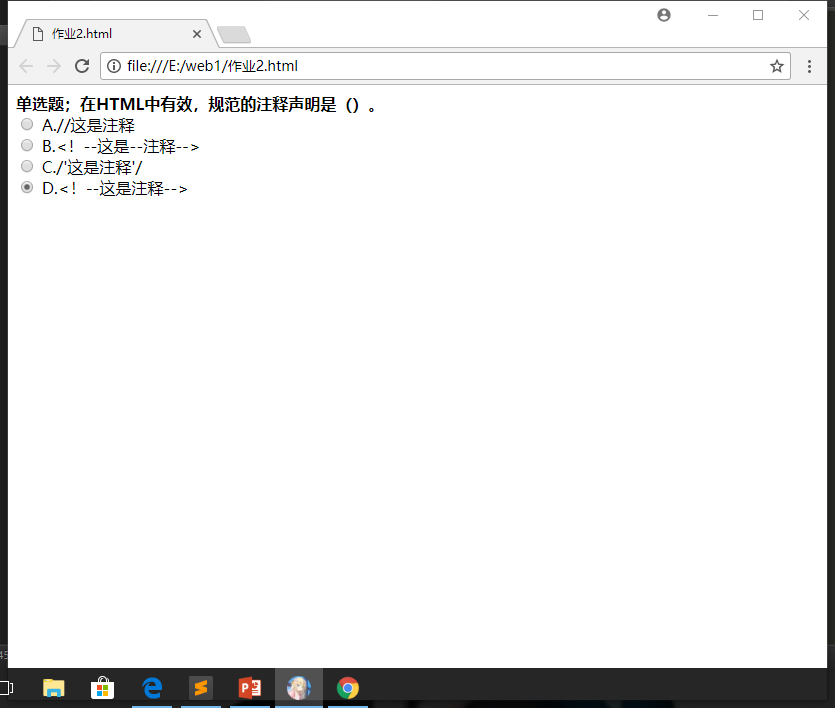 作业2.html
file:///E:/web1/作业2.html
单选题；在HTML中有效，规范的注释声明是（）。
A.//这是注释
B.<！--这是--注释-->
C./'这是注释'/
D.<！--这是注释-->